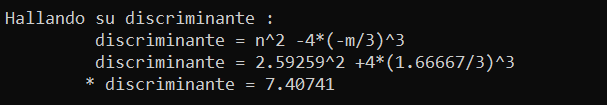 Hallando su discriminante :
discriminante = n^2 -4*(-m/3)^3
discriminante = 2.59259^2 +4*(1.66667/3)^3
* discriminante = 7.40741